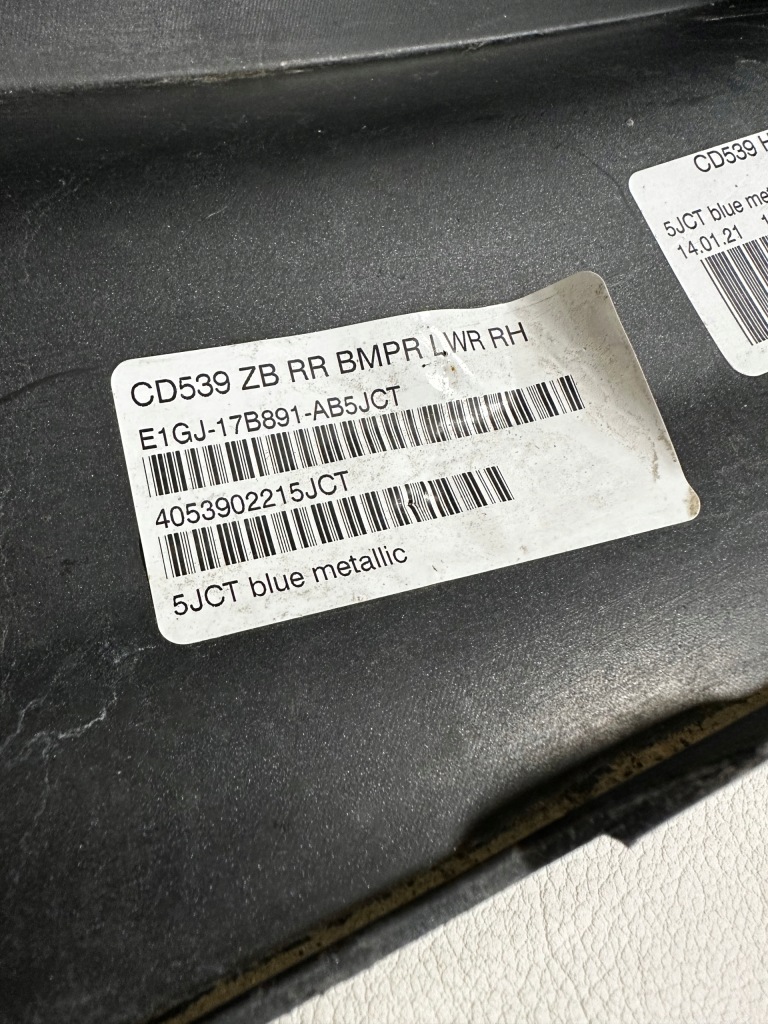 CD539 ZB RR BMPR LWR RH
E1GJ-17B891-AB5JCT
4053902215JCT
5JCT blue metallic
CD539
5JCT blue
14.01.21